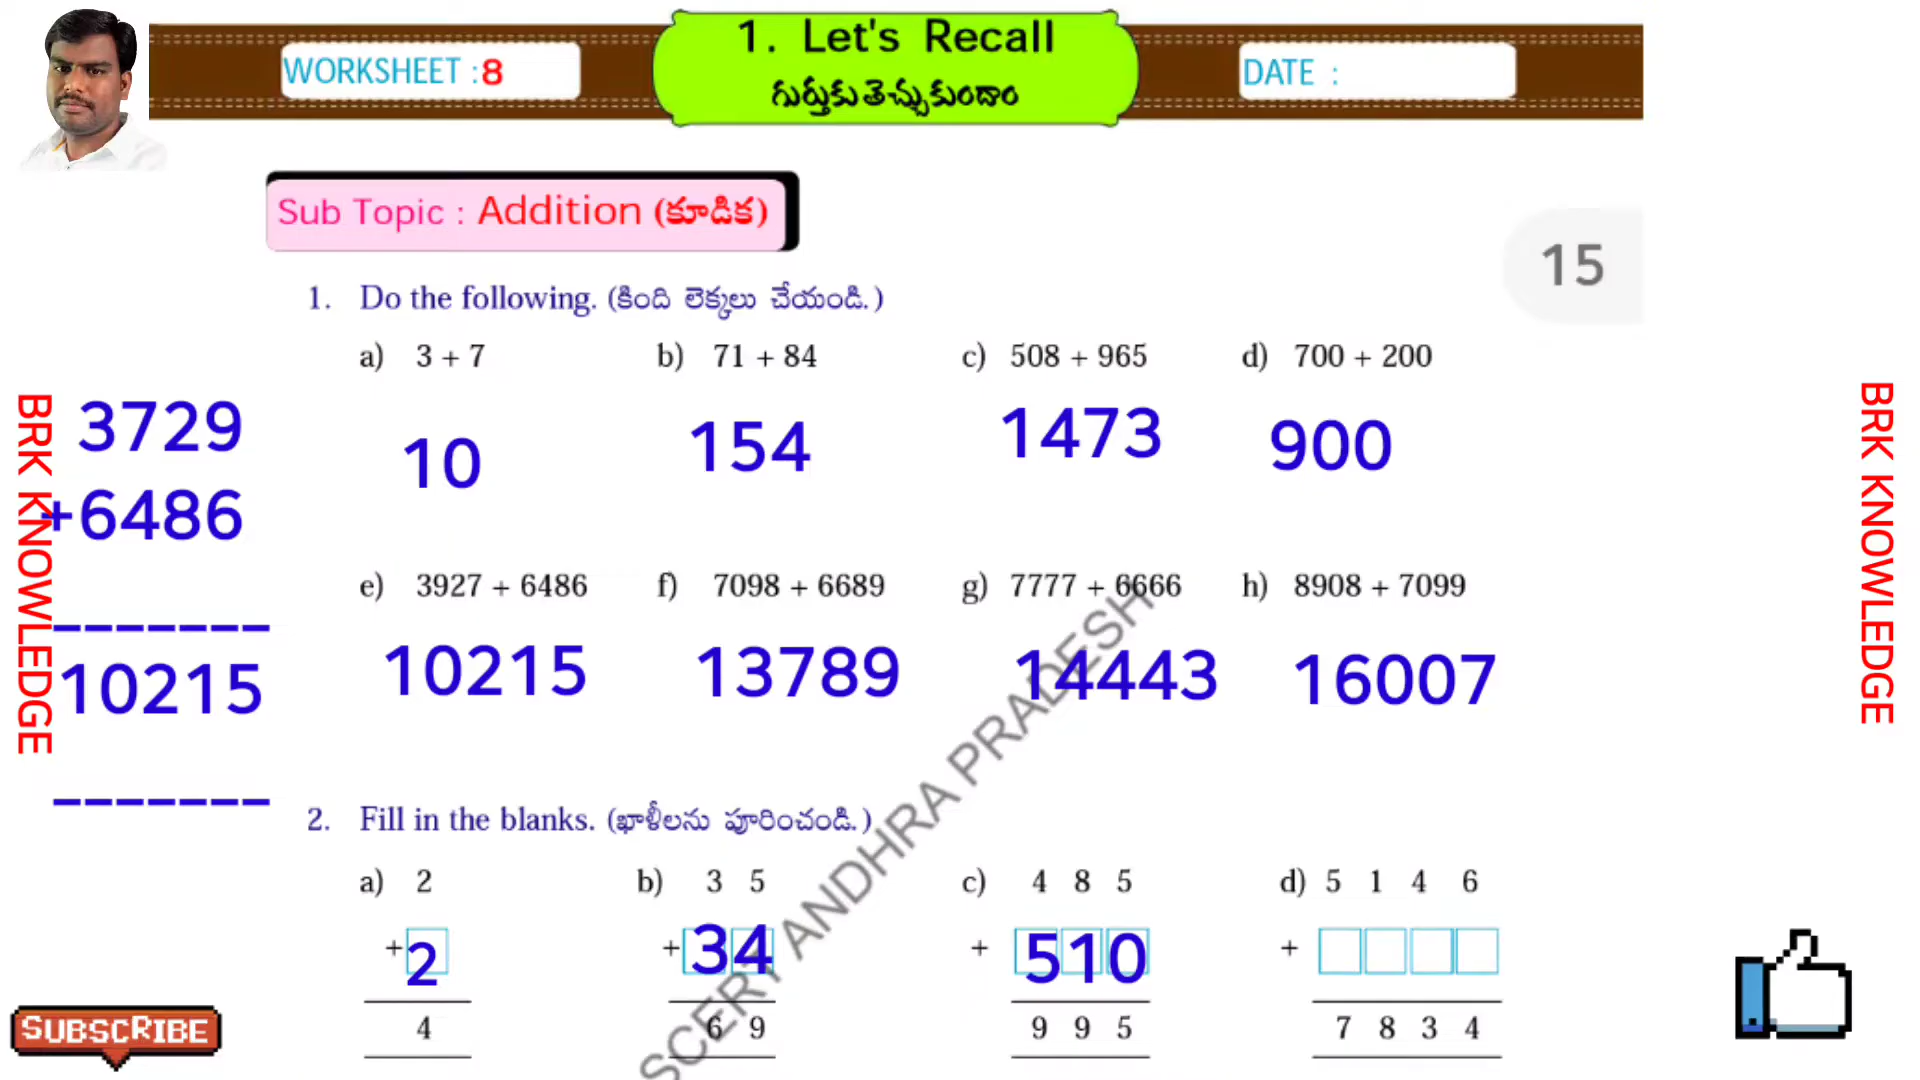 1. Let's Recall
గుర్తుకు తెచ్చుకుందాం
WORKSHEET : 8
DATE :
Sub Topic : Addition (కూడిక)
15
1. Do the following. (కింది లెక్కలు చేయండి.)
a) 3 + 7 b) 71 + 84 c) 508 + 965 d) 700 + 200
10 154 1473 900
3729
+6486
_______
10215
_______
e) 3927 + 6486 f) 7098 + 6689 g) 7777 + 6666 h) 8908 + 7099
10215 13789 14443 16007
2. Fill in the blanks. (ఖాళీలను పూరించండి.)
a) 2 b) 3 5 c) 4 8 5 d) 5 1 4 6
+ 2 + 34 + 510 +
4 6 9 9 9 5 7 8 3 4
SCERT ANDHRA PRADESH
BRK KNOWLEDGE
BRK KNOWLEDGE
SUBSCRIBE